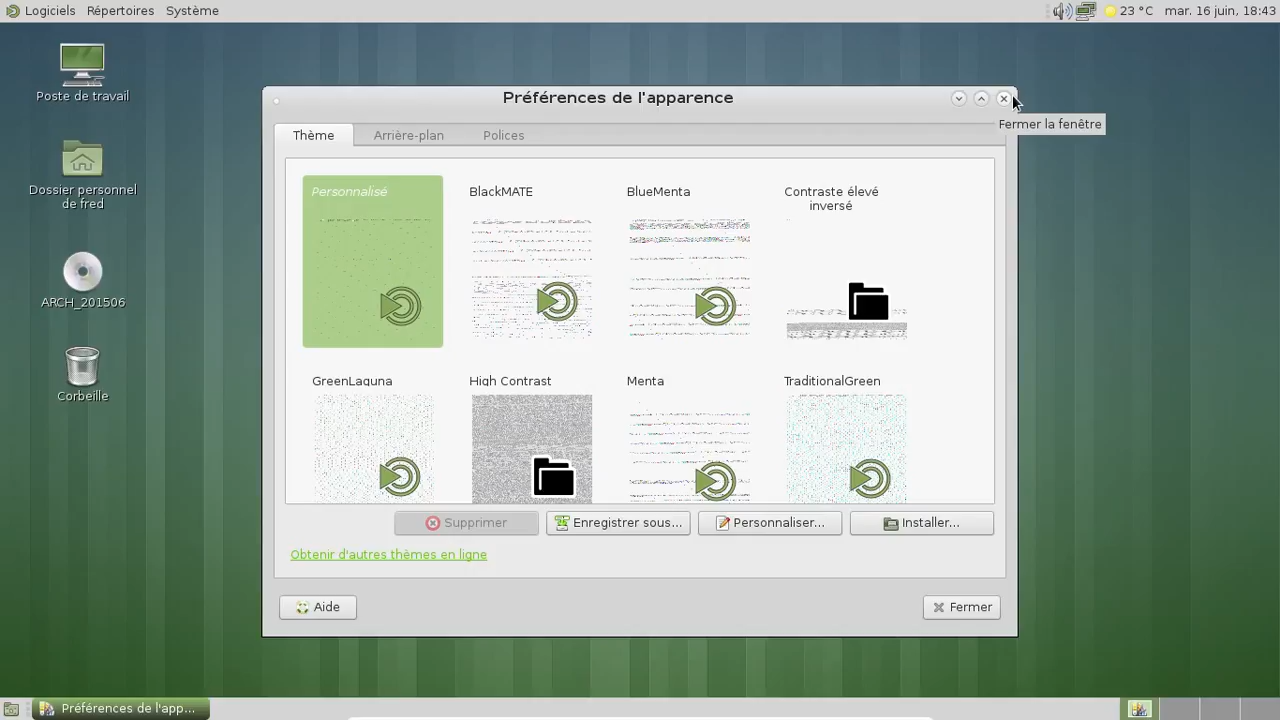 Logiciels Répertoires Système
23 °C mar. 16 juin, 18:43
Poste de travail
Dossier personnel
de fred
ARCH_201506
Corbeille
Préférences de l'apparence
Fermer la fenêtre
Thème Arrière-plan Polices
Personnalisé BlackMATE BlueMenta Contraste élevé
inversé
GreenLaguna High Contrast Menta TraditionalGreen
Supprimer Enregistrer sous... Personnaliser... Installer...
Obtenir d'autres thèmes en ligne
Aide Fermer
Préférences de l'app...